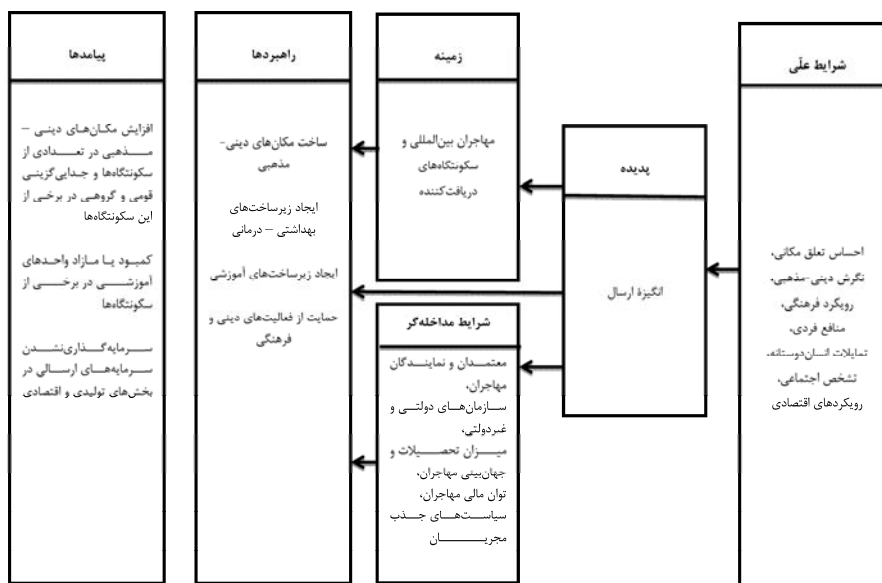 شرایط علّی
احساس تعلق مکانی،
نگرش دینی-مذهبی،
رویکرد فرهنگی،
منافع فردی،
تمایلات انسان‌دوستانه،
تشخص اجتماعی،
رویکردهای اقتصادی
پدیده
انگیزهٔ ارسال
زمینه
مهاجران بین‌المللی و
سکونتگاه‌های
دریافت‌کننده
شرایط مداخله‌گر
معتمدان و نمایندگان
مهاجران،
سازمان‌های دولتی و
غیردولتی،
میزان تحصیلات و
جهان‌بینی مهاجران،
توان مالی مهاجران،
سیاست‌های جذب
مجریان
راهبردها
ساخت مکان‌های دینی-
مذهبی
ایجاد زیرساخت‌های
بهداشتی – درمانی
ایجاد زیرساخت‌های آموزشی
حمایت از فعالیت‌های دینی و
فرهنگی
پیامدها
افزایش مکان‌های دینی –
مذهبی در تعدادی از
سکونتگاه‌ها و جدایی‌گزینی
قومی و گروهی در برخی از
این سکونتگاه‌ها
کمبود یا مازاد واحدهای
آموزشی در برخی از
سکونتگاه‌ها
سرمایه‌گذاری‌نشدن
سرمایه‌های ارسالی در
بخش‌های تولیدی و اقتصادی